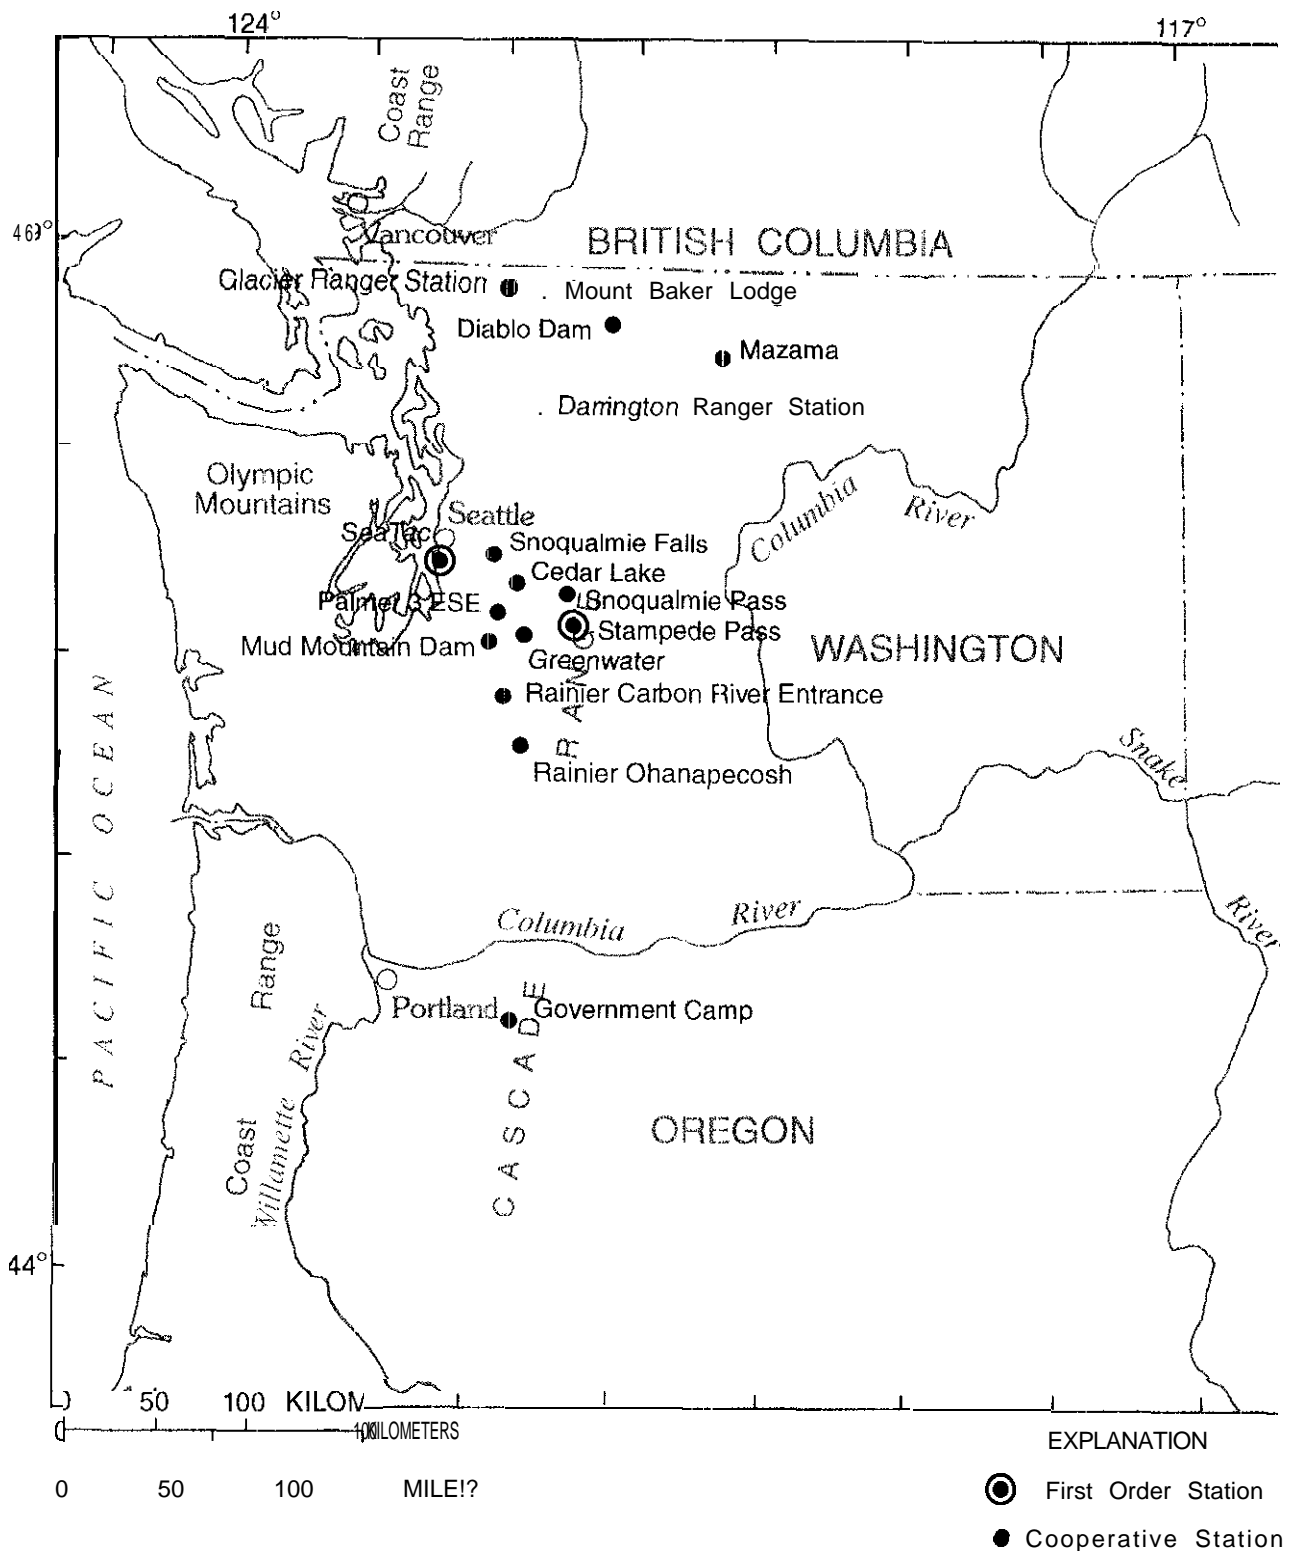 124°
117°
Coast
Range
Vancouver
BRITISH COLUMBIA
Glacier Ranger Station
Mount Baker Lodge
Diablo Dam
Mazama
Darrington Ranger Station
Olympic
Mountains
Columbia
River
Seattle
SeaTac
Snoqualmie Falls
Cedar Lake
Palmer 3 ESE
Snoqualmie Pass
Stampede Pass
Mud Mountain Dam
Greenwater
WASHINGTON
Rainier Carbon River Entrance
Rainier Ohanapecosh
Snake
River
PACIFIC OCEAN
Columbia River
Coast Range
Portland
Government Camp
CASCADE
Willamette River
OREGON
44°
50 100 KILOM
KILOMETERS
0 50 100 MILE!?
EXPLANATION
First Order Station
Cooperative Station